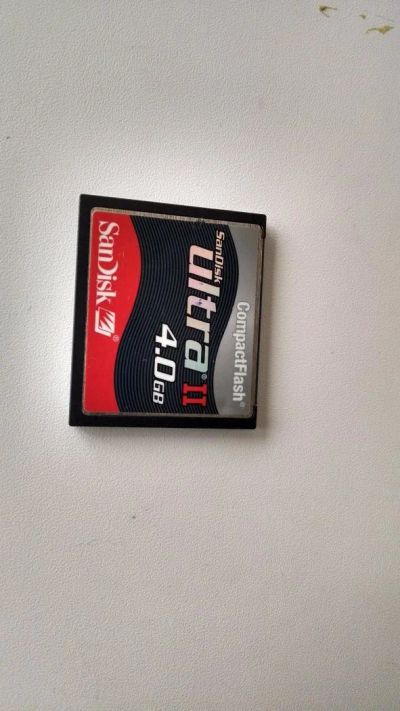 CompactFlash®
SanDisk
ultra® II
4.0GB
SanDisk®